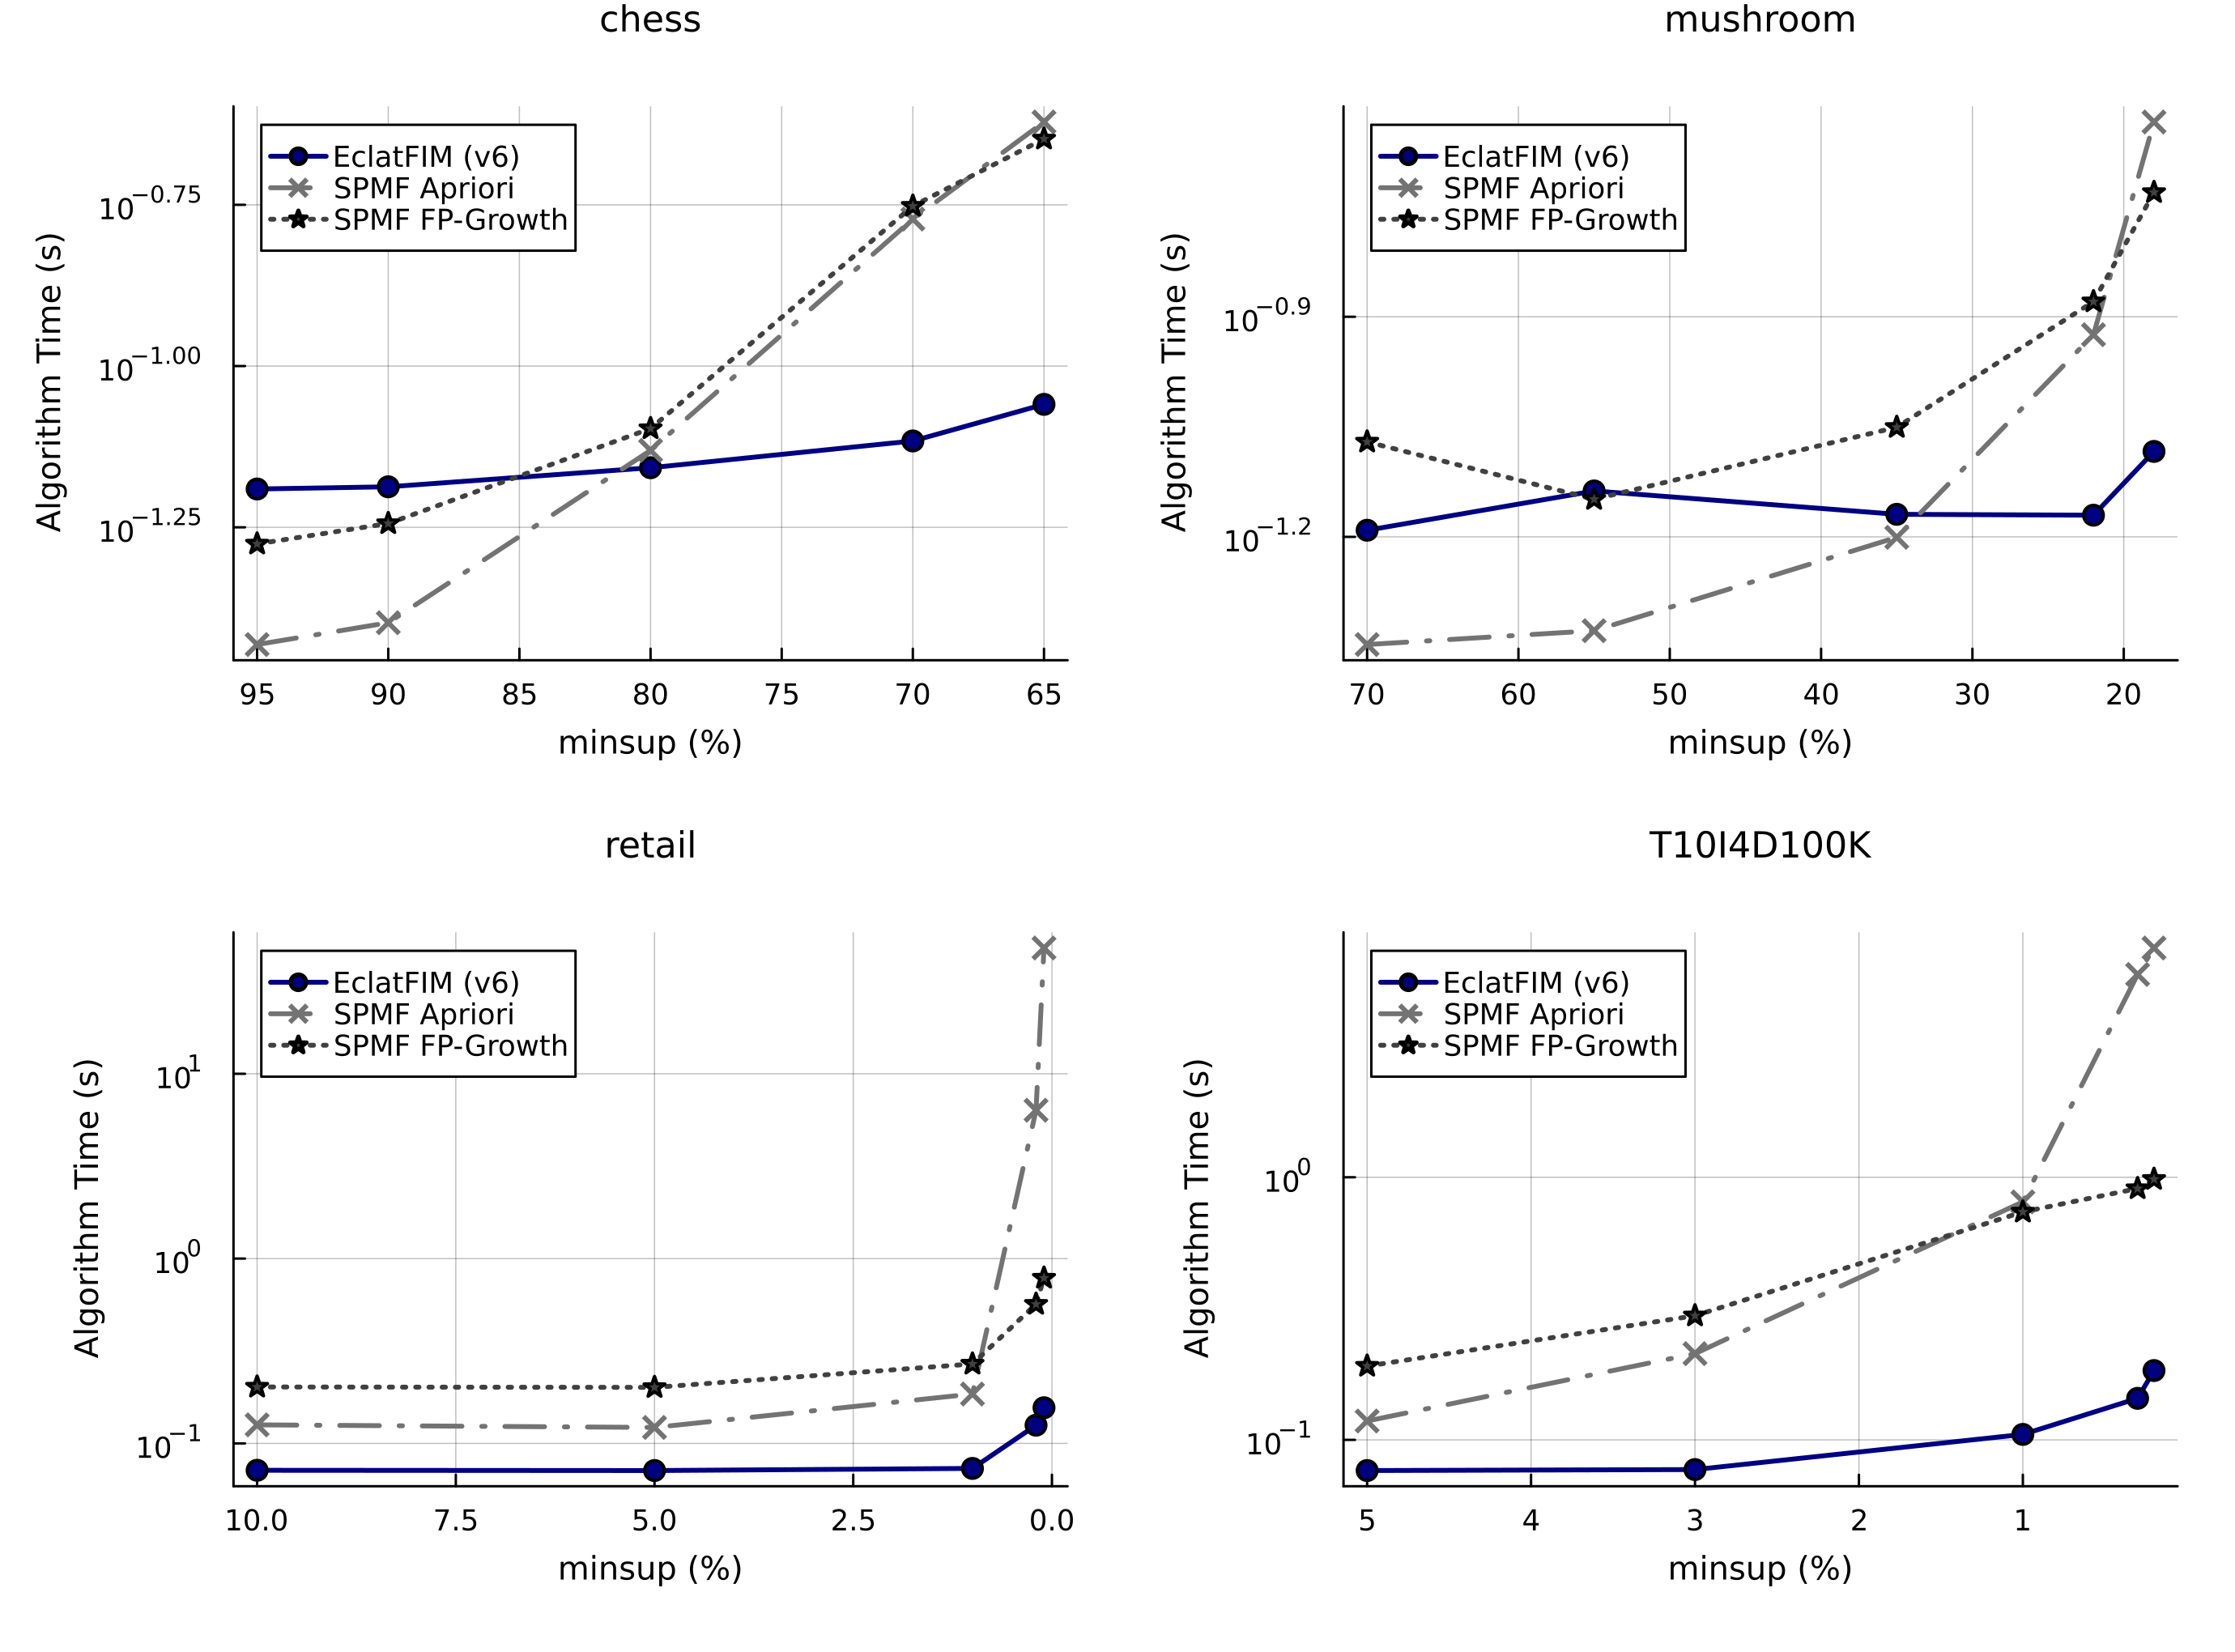 chess
Algorithm Time (s)
10^−0.75
10^−1.00
10^−1.25
EclatFIM (v6)
SPMF Apriori
SPMF FP-Growth
95 90 85 80 75 70 65
minsup (%)
mushroom
Algorithm Time (s)
10^−0.9
10^−1.2
EclatFIM (v6)
SPMF Apriori
SPMF FP-Growth
70 60 50 40 30 20
minsup (%)
retail
Algorithm Time (s)
10^1
10^0
10^−1
EclatFIM (v6)
SPMF Apriori
SPMF FP-Growth
10.0 7.5 5.0 2.5 0.0
minsup (%)
T10I4D100K
Algorithm Time (s)
10^0
10^−1
EclatFIM (v6)
SPMF Apriori
SPMF FP-Growth
5 4 3 2 1
minsup (%)